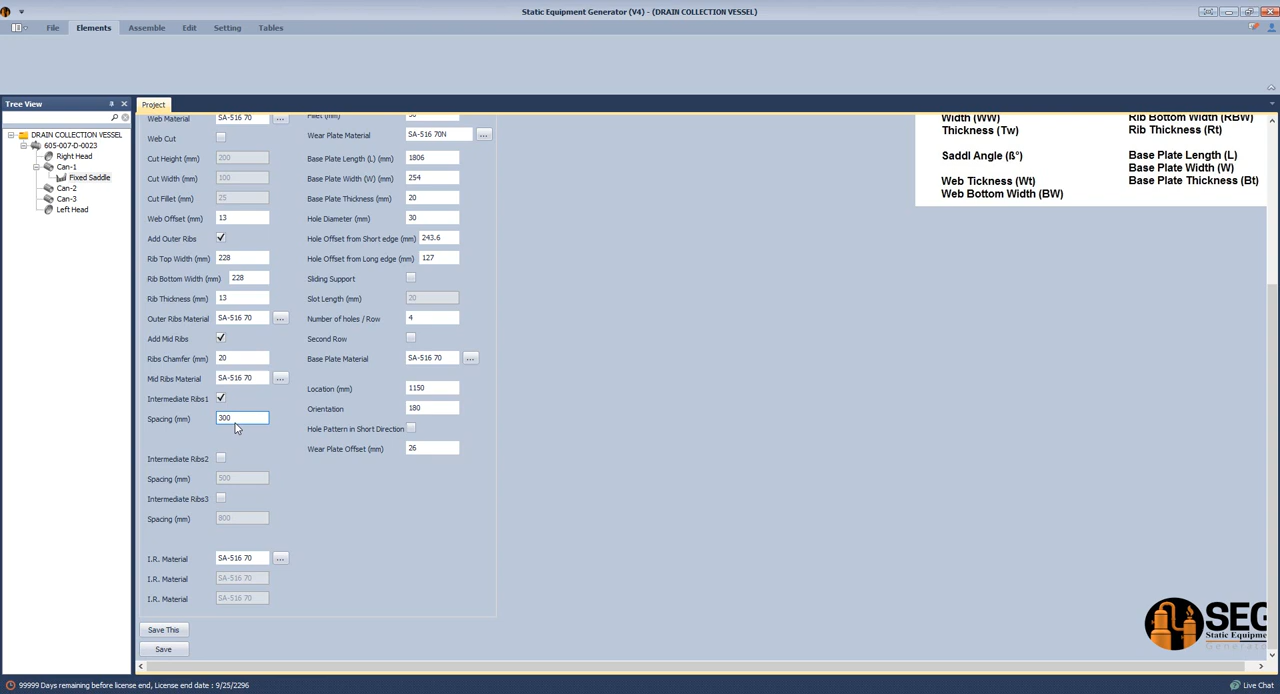 Static Equipment Generator (V4) - (DRAIN COLLECTION VESSEL)
File Elements Assemble Edit Setting Tables
Tree View
Project
DRAIN COLLECTION VESSEL
605-007-D-0023
Right Head
Can-1
Fixed Saddle
Can-2
Can-3
Left Head
Web Material SA-516 70 ...
Web Cut
Cut Height (mm) 200
Cut Width (mm) 100
Cut Fillet (mm) 25
Web Offset (mm) 13
Add Outer Ribs
Rib Top Width (mm) 228
Rib Bottom Width (mm) 228
Rib Thickness (mm) 13
Outer Ribs Material SA-516 70 ...
Add Mid Ribs
Ribs Chamfer (mm) 20
Mid Ribs Material SA-516 70 ...
Intermediate Ribs1
Spacing (mm) 300
Intermediate Ribs2
Spacing (mm) 500
Intermediate Ribs3
Spacing (mm) 800
I.R. Material SA-516 70 ...
I.R. Material SA-516 70
I.R. Material SA-516 70
Save This
Save
Fillet (mm) 50
Wear Plate Material SA-516 70N ...
Base Plate Length (L) (mm) 1806
Base Plate Width (W) (mm) 254
Base Plate Thickness (mm) 20
Hole Diameter (mm) 30
Hole Offset from Short edge (mm) 243.6
Hole Offset from Long edge (mm) 127
Sliding Support
Slot Length (mm) 20
Number of holes / Row 4
Second Row
Base Plate Material SA-516 70 ...
Location (mm) 1150
Orientation 180
Hole Pattern in Short Direction
Wear Plate Offset (mm) 26
Width (WW) Rib Bottom Width (RBW)
Thickness (Tw) Rib Thickness (Rt)
Saddl Angle (ß°) Base Plate Length (L)
Base Plate Width (W)
Web Tickness (Wt) Base Plate Thickness (Bt)
Web Bottom Width (BW)
SEG
Static Equipme
Generator
99999 Days remaining before license end, License end date : 9/25/2296
Live Chat